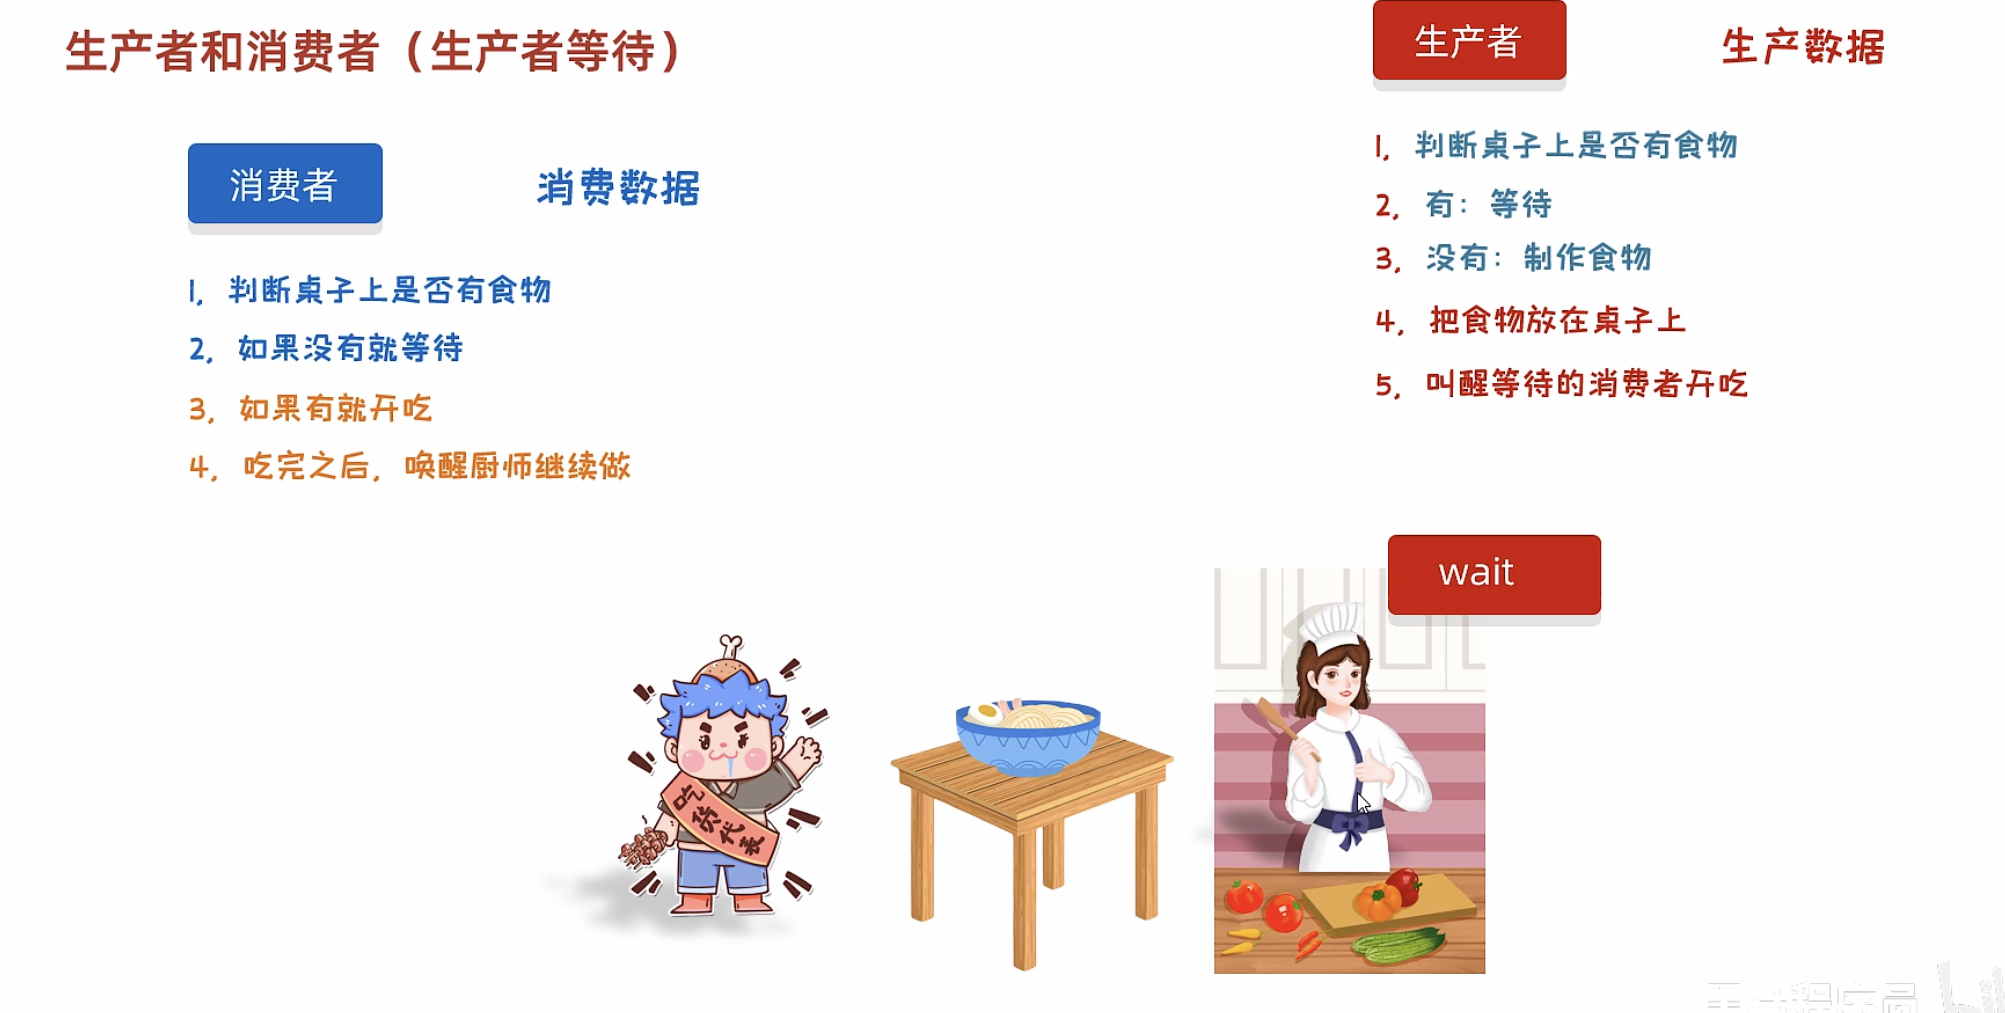 生产者和消费者（生产者等待）
消费者
消费数据
1, 判断桌子上是否有食物
2, 如果没有就等待
3, 如果有就开吃
4, 吃完之后, 唤醒厨师继续做
生产者
生产数据
1, 判断桌子上是否有食物
2, 有: 等待
3, 没有: 制作食物
4, 把食物放在桌子上
5, 叫醒等待的消费者开吃
wait
吃货代表